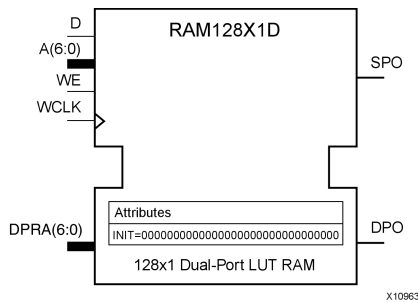 RAM128X1D
D
A(6:0)
WE
WCLK
SPO
DPRA(6:0)
DPO
Attributes
INIT=00000000000000000000000000000000
128x1 Dual-Port LUT RAM
X10963